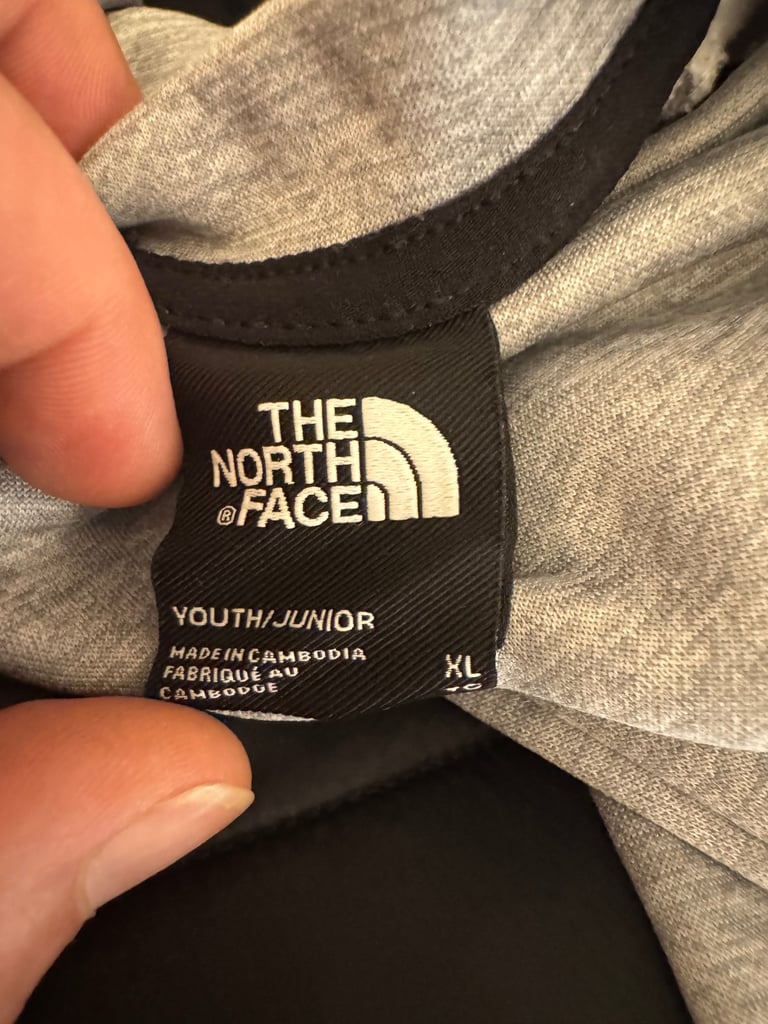 THE
NORTH
® FACE
YOUTH/JUNIOR
MADE IN CAMBODIA
FABRIQUÉ AU
CAMBODGE
XL